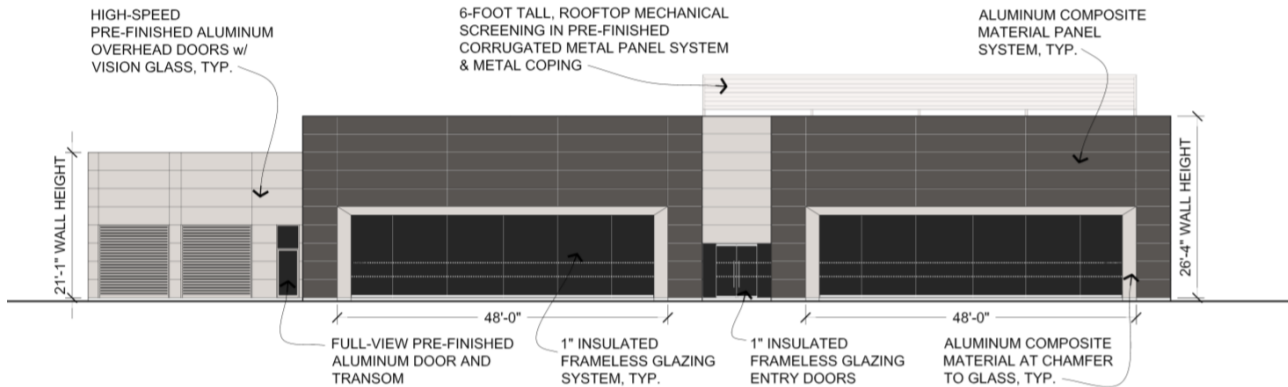 HIGH-SPEED
PRE-FINISHED ALUMINUM
OVERHEAD DOORS w/
VISION GLASS, TYP.
6-FOOT TALL, ROOFTOP MECHANICAL
SCREENING IN PRE-FINISHED
CORRUGATED METAL PANEL SYSTEM
& METAL COPING
ALUMINUM COMPOSITE
MATERIAL PANEL
SYSTEM, TYP.
21'-1" WALL HEIGHT
26'-4" WALL HEIGHT
48'-0"
48'-0"
FULL-VIEW PRE-FINISHED
ALUMINUM DOOR AND
TRANSOM
1" INSULATED
FRAMELESS GLAZING
SYSTEM, TYP.
1" INSULATED
FRAMELESS GLAZING
ENTRY DOORS
ALUMINUM COMPOSITE
MATERIAL AT CHAMFER
TO GLASS, TYP.